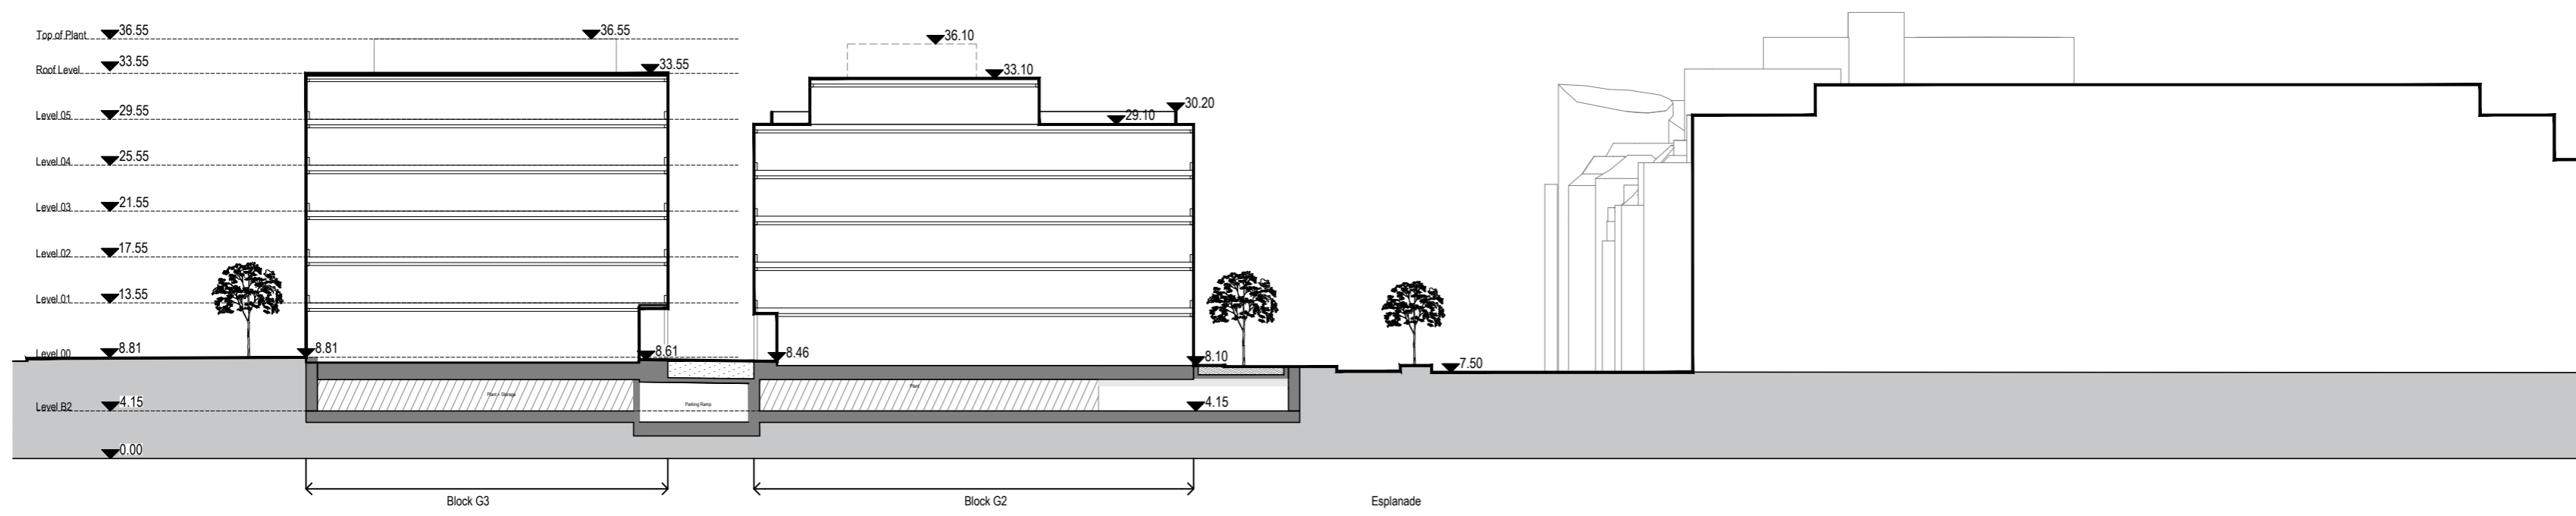 Top of Plant 36.55 36.55 36.10
Roof Level 33.55 33.55 33.10
Level 05 29.55 29.10 30.20
Level 04 25.55
Level 03 21.55
Level 02 17.55
Level 01 13.55
Level 00 8.81 8.81 8.61 8.46 8.10 7.50
Plant + Storage Parking Ramp Plant
Level B2 4.15 4.15
0.00
Block G3 Block G2 Esplanade